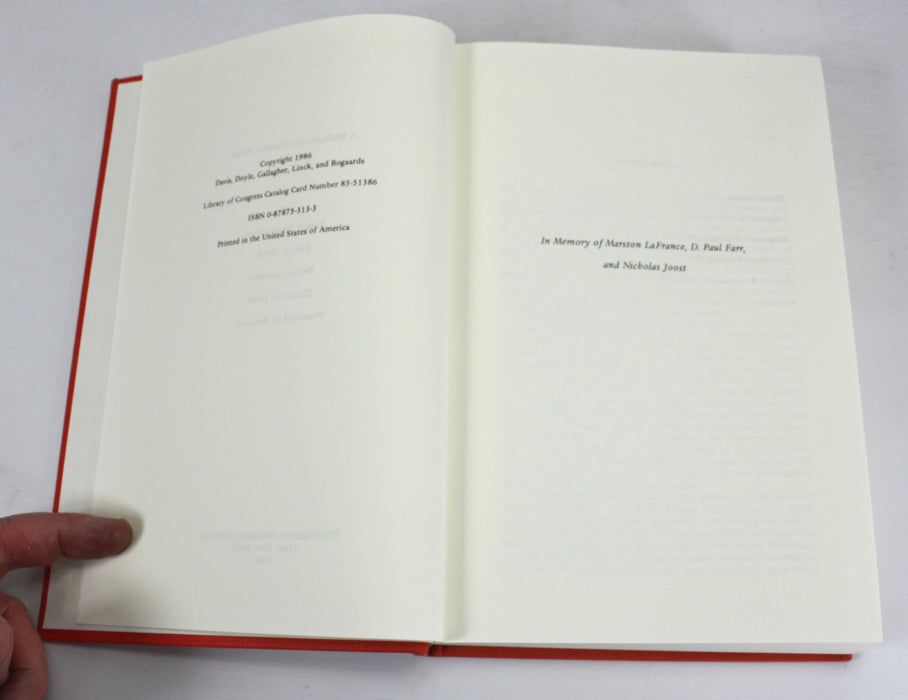 Copyright 1986
Davis, Doyle, Gallagher, Linck, and Bogaards
Library of Congress Catalog Card Number 85-51386
ISBN 0-87875-313-3
Printed in the United States of America
In Memory of Marston LaFrance, D. Paul Farr,
and Nicholas Joost